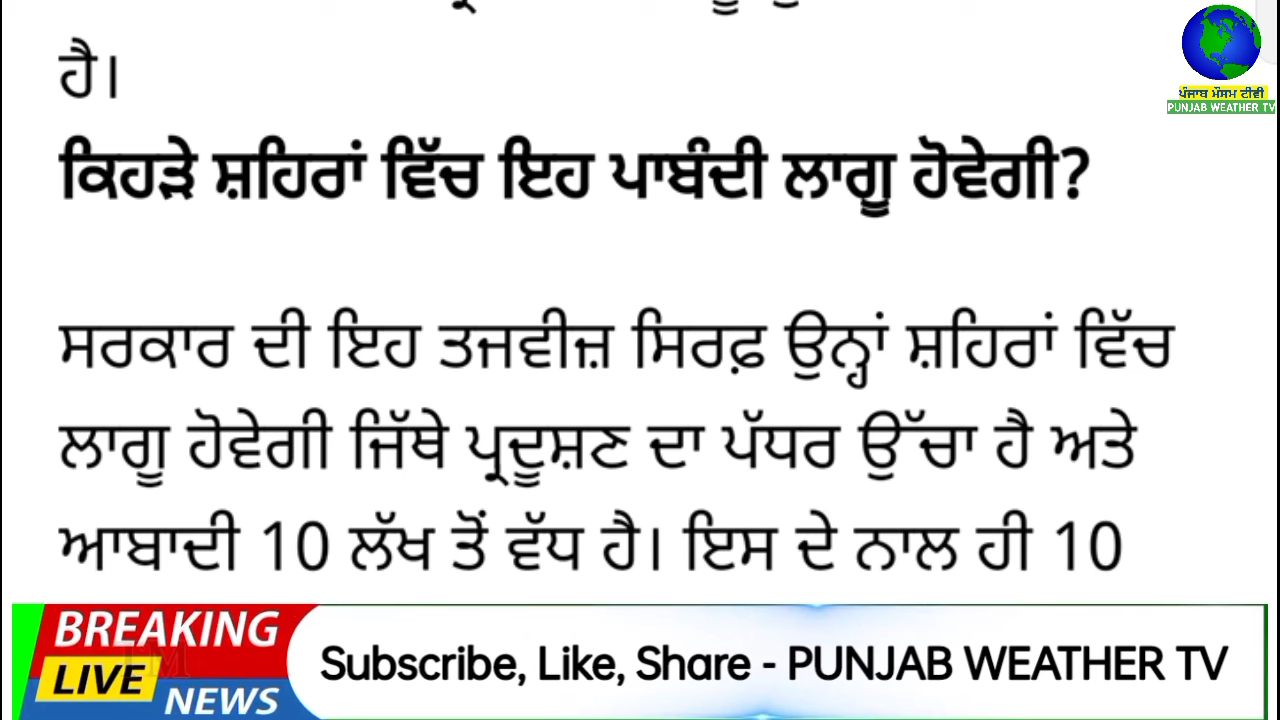 ਹੈ।
ਪੰਜਾਬ ਮੌਸਮ ਟੀਵੀ
PUNJAB WEATHER TV
ਕਿਹੜੇ ਸ਼ਹਿਰਾਂ ਵਿੱਚ ਇਹ ਪਾਬੰਦੀ ਲਾਗੂ ਹੋਵੇਗੀ?
ਸਰਕਾਰ ਦੀ ਇਹ ਤਜਵੀਜ਼ ਸਿਰਫ਼ ਉਨ੍ਹਾਂ ਸ਼ਹਿਰਾਂ ਵਿੱਚ
ਲਾਗੂ ਹੋਵੇਗੀ ਜਿੱਥੇ ਪ੍ਰਦੂਸ਼ਣ ਦਾ ਪੱਧਰ ਉੱਚਾ ਹੈ ਅਤੇ
ਆਬਾਦੀ 10 ਲੱਖ ਤੋਂ ਵੱਧ ਹੈ। ਇਸ ਦੇ ਨਾਲ ਹੀ 10
BREAKING
LIVE
NEWS
Subscribe, Like, Share - PUNJAB WEATHER TV